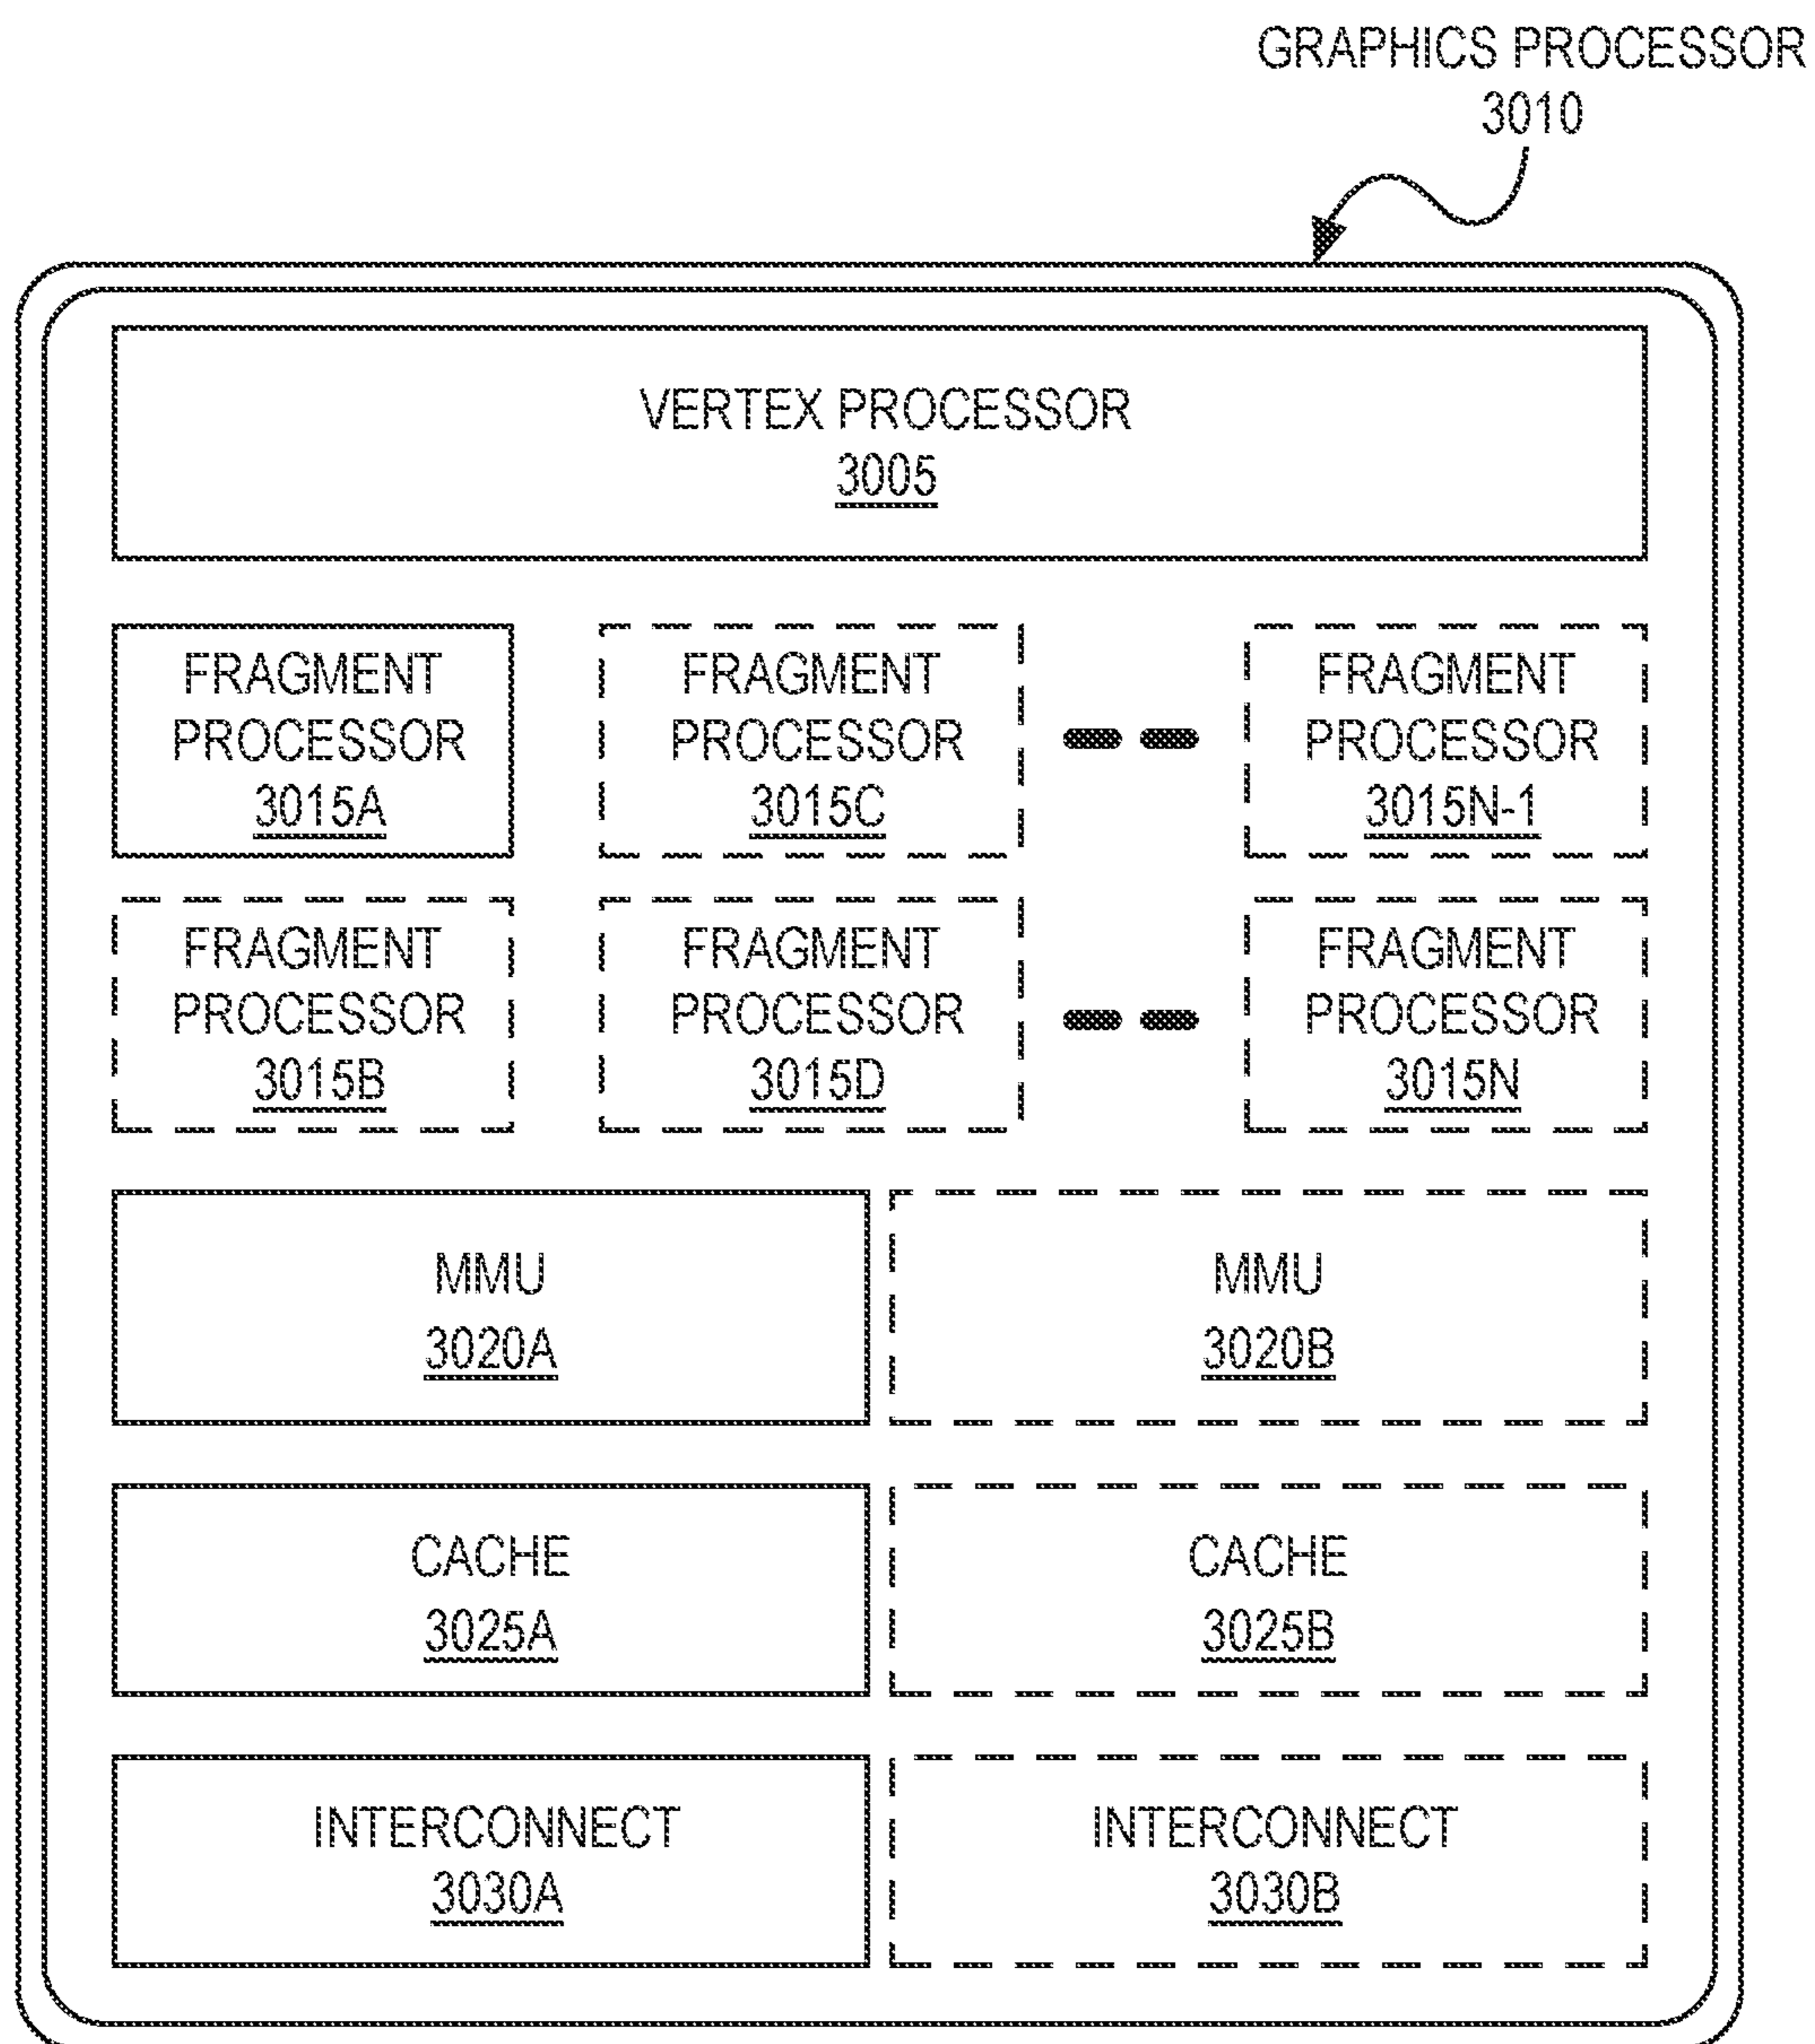 GRAPHICS PROCESSOR
3010
VERTEX PROCESSOR
3005
FRAGMENT
PROCESSOR
3015A
FRAGMENT
PROCESSOR
3015C
FRAGMENT
PROCESSOR
3015N-1
FRAGMENT
PROCESSOR
3015B
FRAGMENT
PROCESSOR
3015D
FRAGMENT
PROCESSOR
3015N
MMU
3020A
MMU
3020B
CACHE
3025A
CACHE
3025B
INTERCONNECT
3030A
INTERCONNECT
3030B